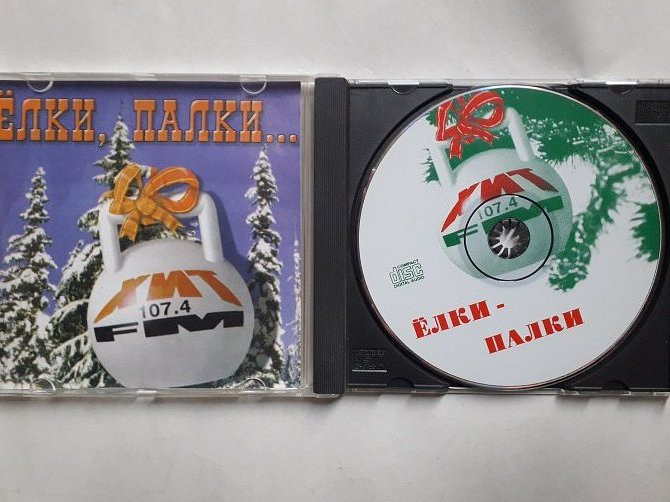 ЁЛКИ, ПАЛКИ...
ХИТ
107.4
FM
ХИТ
107.4
FM
COMPACT
disc
DIGITAL AUDIO
ЁЛКИ -
ПАЛКИ